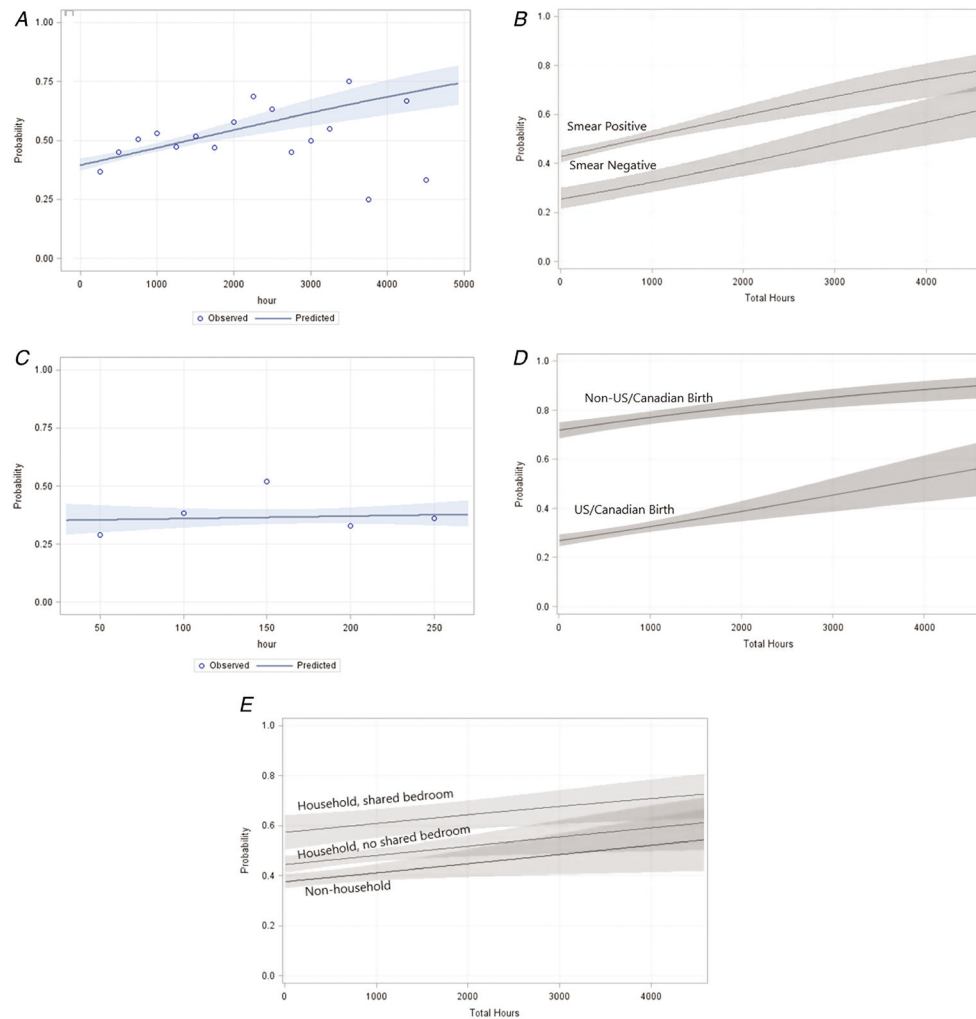 A
1.00
0.75
0.50
0.25
0.00
Probability
0 1000 2000 3000 4000 5000
hour
Observed Predicted
B
1.0
0.8
0.6
0.4
0.2
0.0
Probability
Smear Positive
Smear Negative
0 1000 2000 3000 4000
Total Hours
C
1.00
0.75
0.50
0.25
0.00
Probability
50 100 150 200 250
hour
Observed Predicted
D
1.0
0.8
0.6
0.4
0.2
0.0
Probability
Non-US/Canadian Birth
US/Canadian Birth
0 1000 2000 3000 4000
Total Hours
E
1.0
0.8
0.6
0.4
0.2
0.0
Probability
Household, shared bedroom
Household, no shared bedroom
Non-household
0 1000 2000 3000 4000
Total Hours